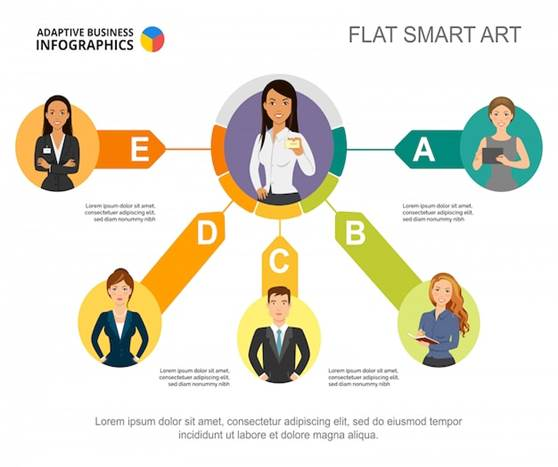 ADAPTIVE BUSINESS
INFOGRAPHICS
FLAT SMART ART
E
A
Lorem ipsum dolor sit
amet, consectetur
adipiscing elit, sed
diam nonummy nibh
Lorem ipsum dolor sit
amet, consectetur
adipiscing elit, sed
diam nonummy nibh
D
C
B
Lorem ipsum dolor sit
amet, consectetur
adipiscing elit, sed
diam nonummy nibh
Lorem ipsum dolor sit
amet, consectetur
adipiscing elit, sed
diam nonummy nibh
Lorem ipsum dolor sit amet, consectetur adipiscing elit, sed do eiusmod tempor
incididunt ut labore et dolore magna aliqua.